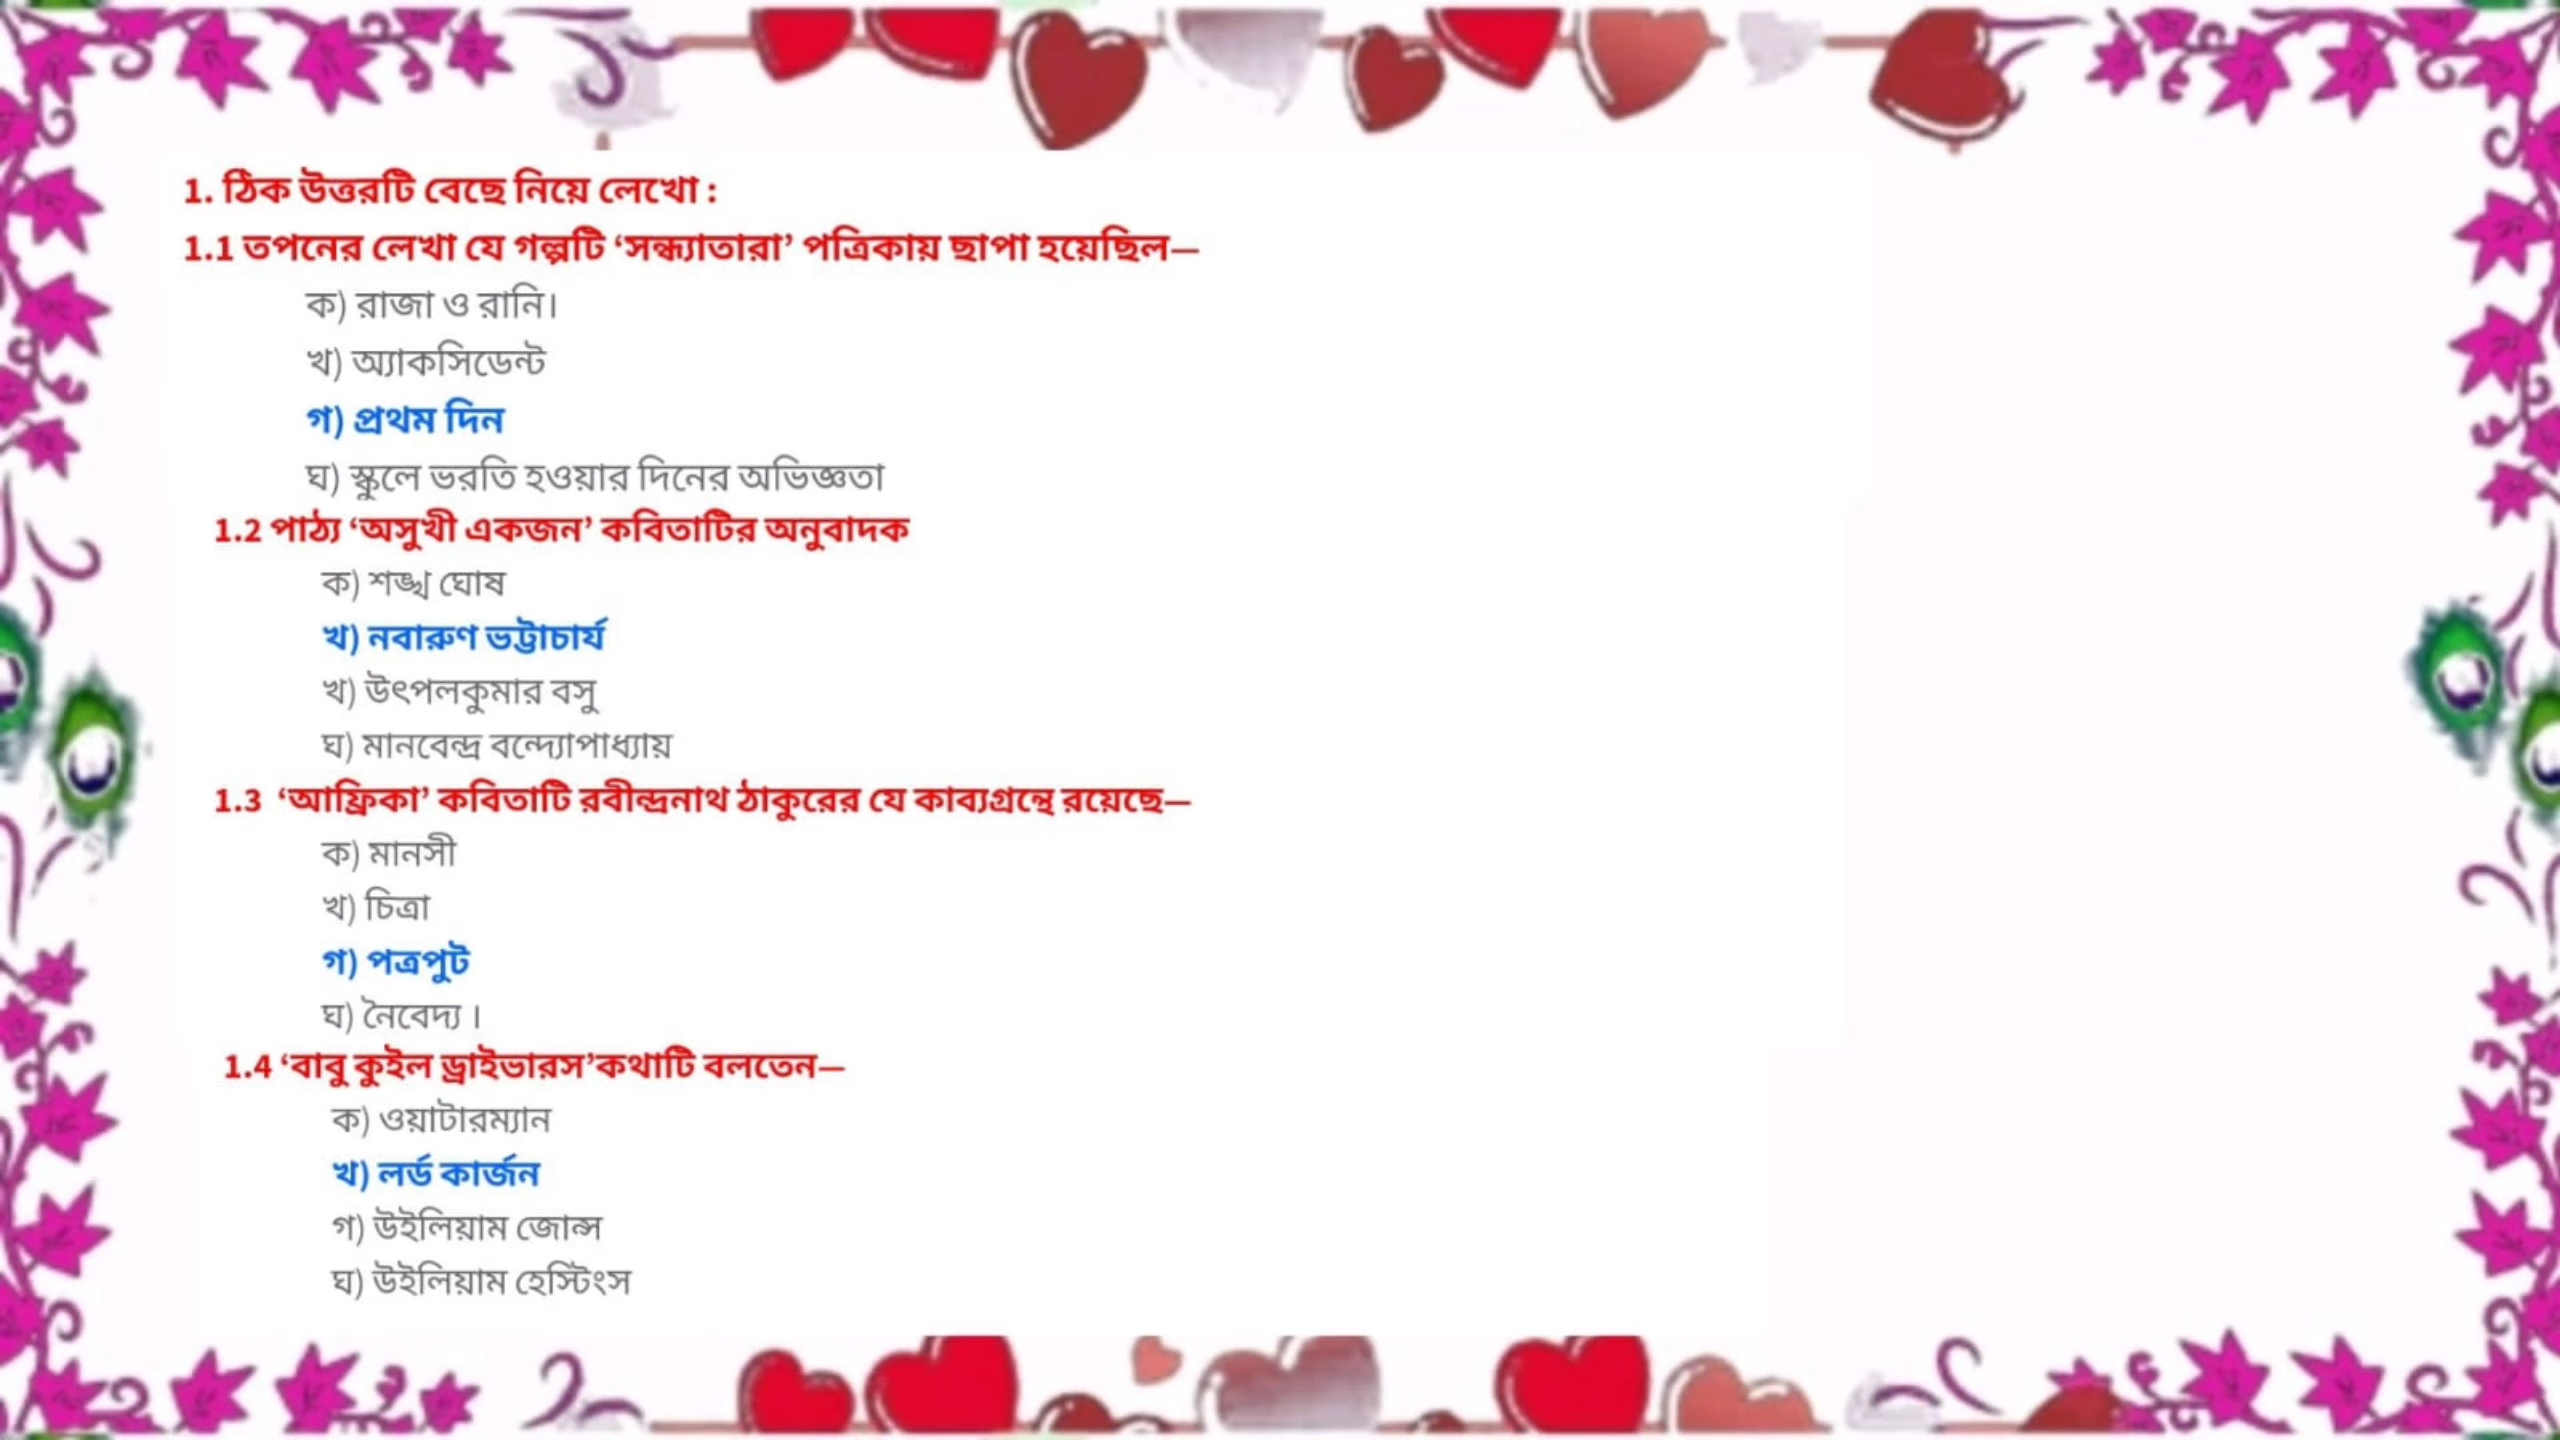 1. ঠিক উত্তরটি বেছে নিয়ে লেখো :
1.1 তপনের লেখা যে গল্পটি ‘সন্ধ্যাতারা’ পত্রিকায় ছাপা হয়েছিল—
ক) রাজা ও রানি।
খ) অ্যাকসিডেন্ট
গ) প্রথম দিন
ঘ) স্কুলে ভরতি হওয়ার দিনের অভিজ্ঞতা
1.2 পাঠ্য ‘অসুখী একজন’ কবিতাটির অনুবাদক
ক) শঙ্খ ঘোষ
খ) নবারুণ ভট্টাচার্য
খ) উৎপলকুমার বসু
ঘ) মানবেন্দ্র বন্দ্যোপাধ্যায়
1.3 ‘আফ্রিকা’ কবিতাটি রবীন্দ্রনাথ ঠাকুরের যে কাব্যগ্রন্থে রয়েছে—
ক) মানসী
খ) চিত্রা
গ) পত্রপুট
ঘ) নৈবেদ্য ।
1.4 ‘বাবু কুইল ড্রাইভারস’কথাটি বলতেন—
ক) ওয়াটারম্যান
খ) লর্ড কার্জন
গ) উইলিয়াম জোন্স
ঘ) উইলিয়াম হেস্টিংস